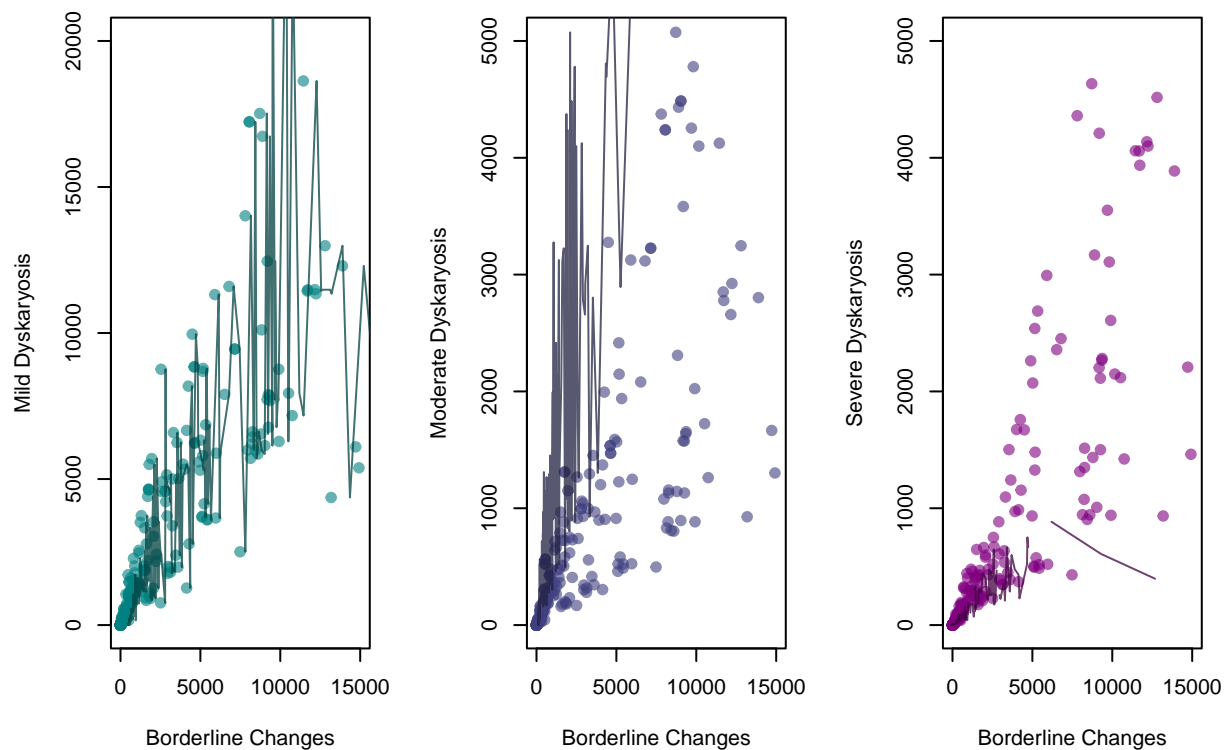 0 5000 10000 15000 20000
Mild Dyskaryosis
0 5000 10000 15000
Borderline Changes
0 1000 2000 3000 4000 5000
Moderate Dyskaryosis
0 5000 10000 15000
Borderline Changes
0 1000 2000 3000 4000 5000
Severe Dyskaryosis
0 5000 10000 15000
Borderline Changes